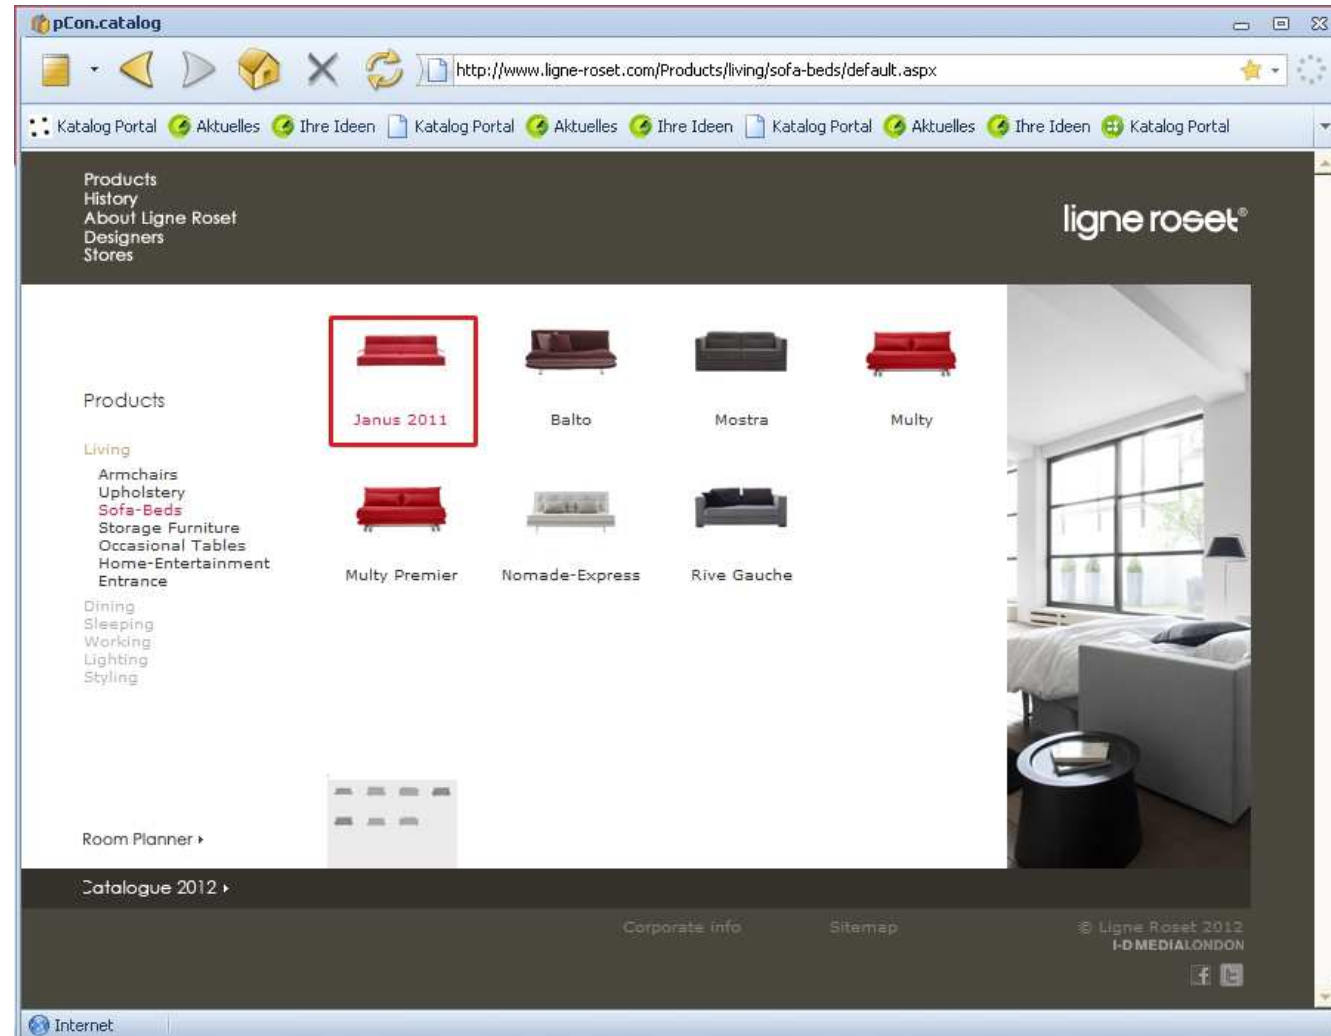 pCon.catalog
http://www.ligne-roset.com/Products/living/sofa-beds/default.aspx
Katalog Portal Aktuelles Ihre Ideen Katalog Portal Aktuelles Ihre Ideen Katalog Portal Aktuelles Ihre Ideen Katalog Portal
Products
History
About Ligne Roset
Designers
Stores
ligne roset®
Products
Living
Armchairs
Upholstery
Sofa-Beds
Storage Furniture
Occasional Tables
Home-Entertainment
Entrance
Dining
Sleeping
Working
Lighting
Styling
Janus 2011 Balto Mostra Multy
Multy Premier Nomade-Express Rive Gauche
Room Planner
Catalogue 2012
Corporate info Sitemap © Ligne Roset 2012
I-D MEDIALONDON
Internet